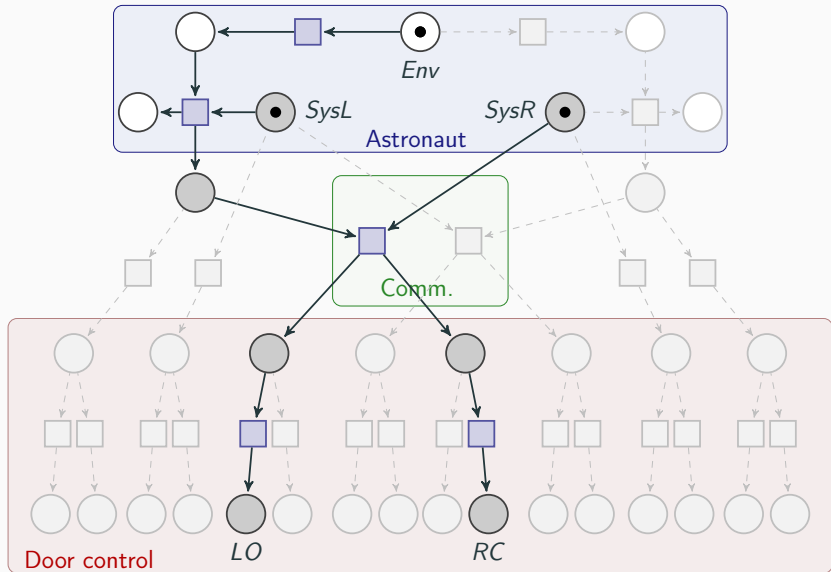 Env
SysL
SysR
Astronaut
Comm.
LO
RC
Door control